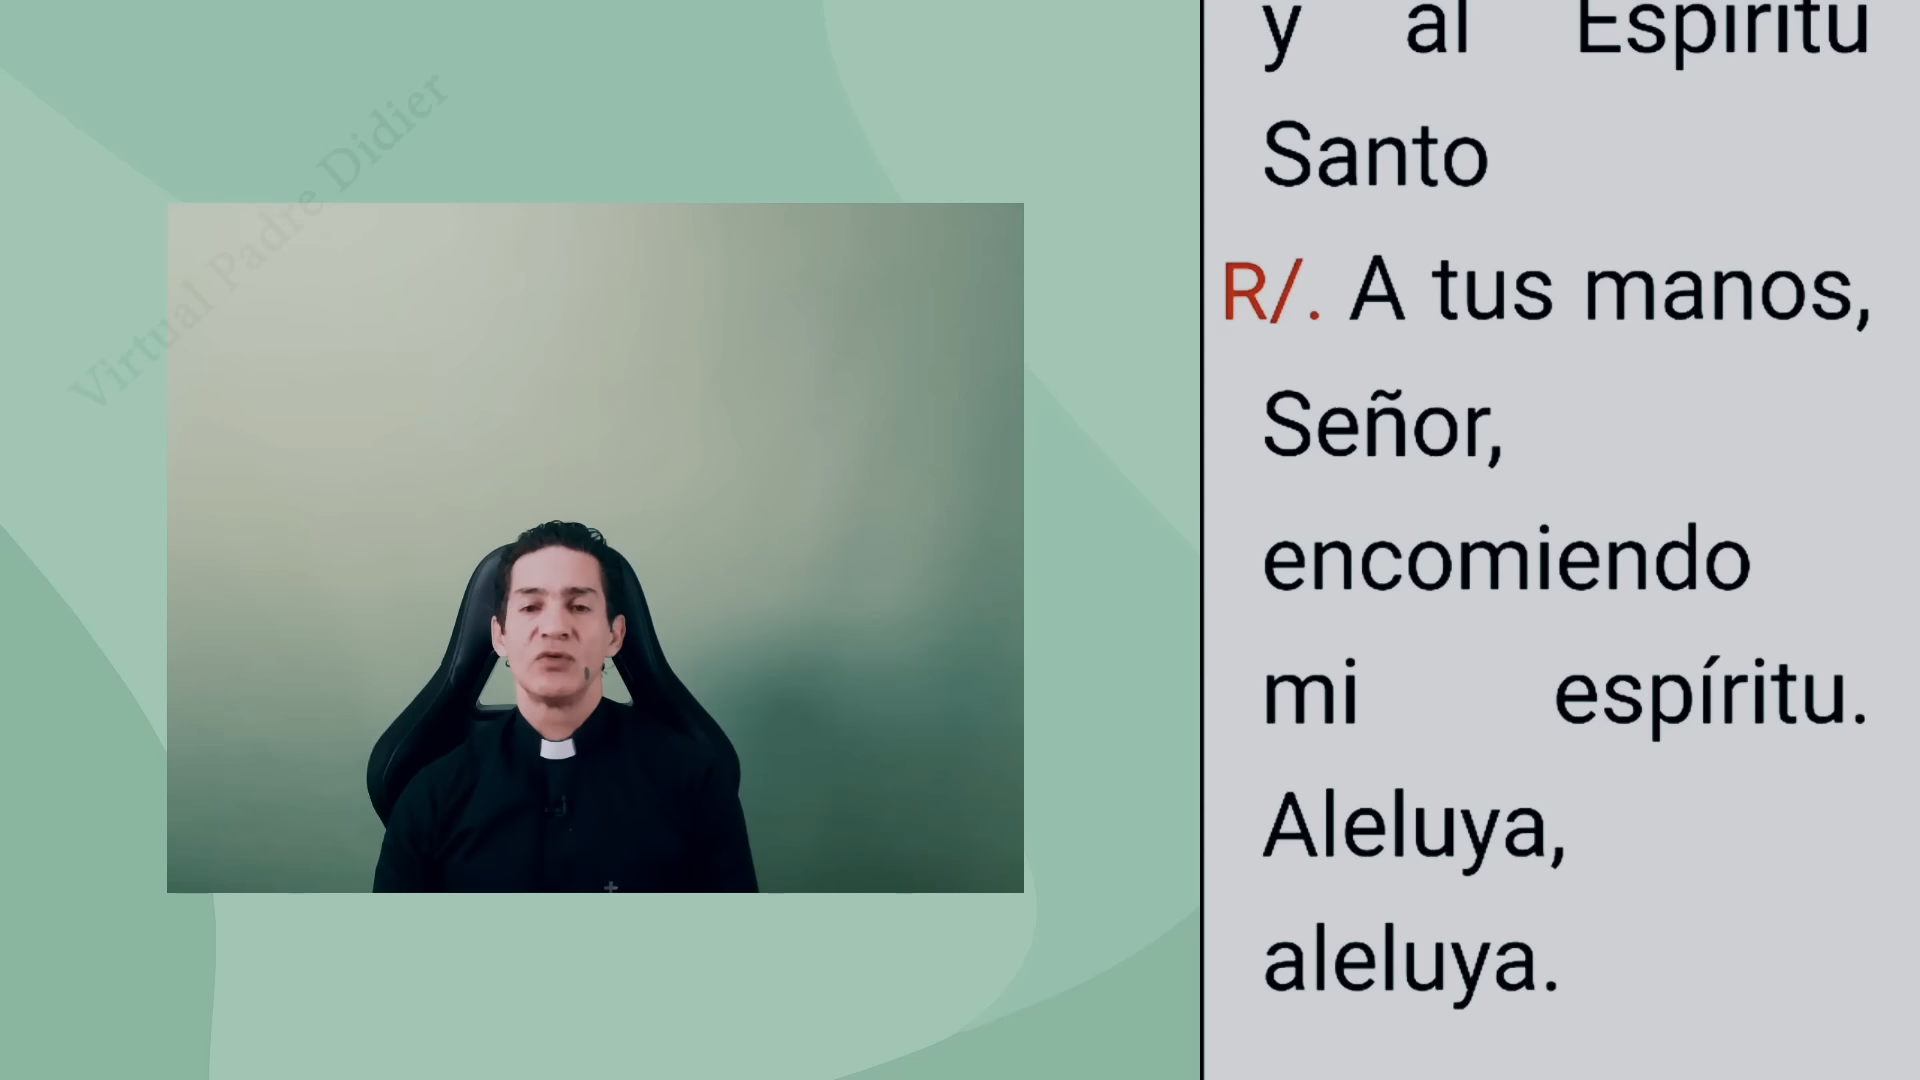 Virtual Padre Didier
y al Espíritu
Santo
R/. A tus manos,
Señor,
encomiendo
mi espíritu.
Aleluya,
aleluya.